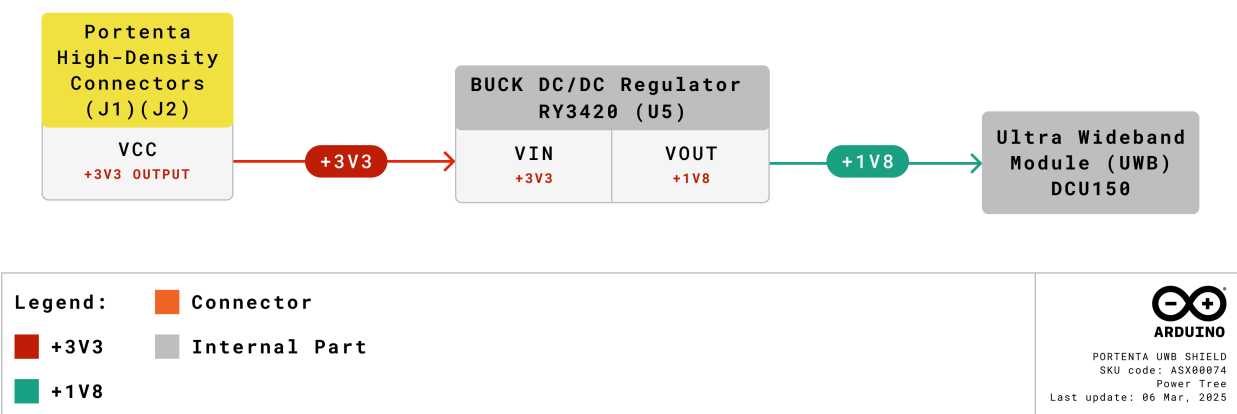 Portenta
High-Density
Connectors
(J1)(J2)
VCC
+3V3 OUTPUT
+3V3
BUCK DC/DC Regulator
RY3420 (U5)
VIN
+3V3
VOUT
+1V8
+1V8
Ultra Wideband
Module (UWB)
DCU150
Legend:
Connector
+3V3
Internal Part
+1V8
ARDUINO
PORTENTA UWB SHIELD
SKU code: ASX00074
Power Tree
Last update: 06 Mar, 2025